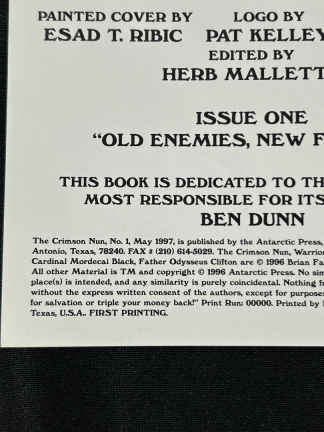 PAINTED COVER BY LOGO BY
ESAD T. RIBIC PAT KELLEY
EDITED BY
HERB MALLETT
ISSUE ONE
“OLD ENEMIES, NEW F
THIS BOOK IS DEDICATED TO TH
MOST RESPONSIBLE FOR ITS
BEN DUNN
The Crimson Nun, No. 1, May 1997, is published by the Antarctic Press,
Antonio, Texas, 78240. FAX # (210) 614-5029. The Crimson Nun, Warrior
Cardinal Mordecai Black, Father Odysseus Clifton are © 1996 Brian Fa
All other Material is TM and copyright © 1996 Antarctic Press. No sim
place(s) is intended, and any similarity is purely coincidental. Nothing fr
without the express written consent of the authors, except for purposes
for salvation or triple your money back!" Print Run: 00000. Printed by
Texas, U.S.A.. FIRST PRINTING.